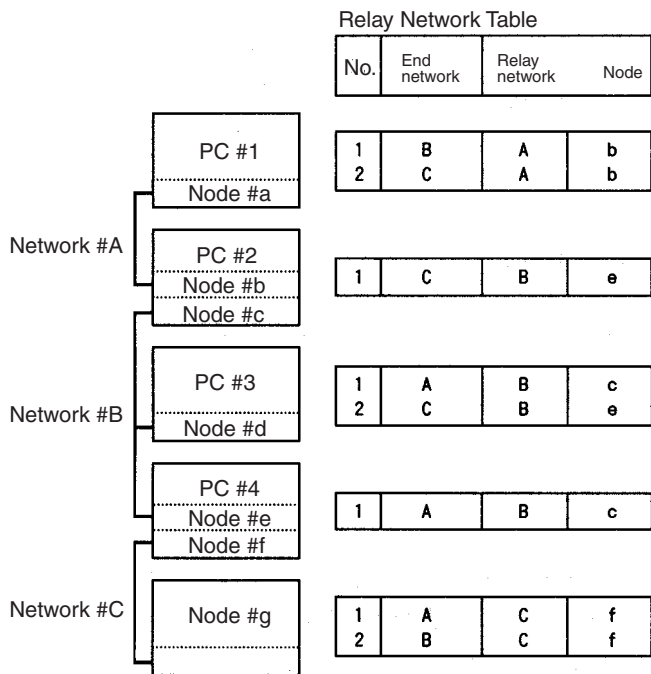 Relay Network Table
No. End network Relay network Node
PC #1
Node #a
1 B A b
2 C A b
Network #A
PC #2
Node #b
Node #c
1 C B e
Network #B
PC #3
Node #d
1 A B c
2 C B e
PC #4
Node #e
Node #f
1 A B c
Network #C
Node #g
1 A C f
2 B C f